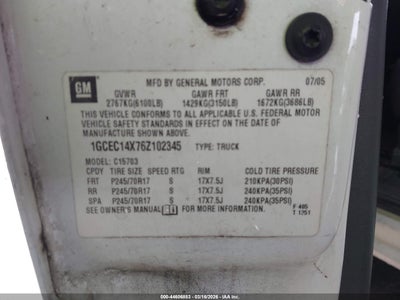 GM
MFD BY GENERAL MOTORS CORP. 07/05
GVWR GAWR FRT GAWR RR
2767KG(6100LB) 1429KG(3150LB) 1672KG(3686LB)
THIS VEHICLE CONFORMS TO ALL APPLICABLE U.S. FEDERAL MOTOR
VEHICLE SAFETY STANDARDS IN EFFECT ON THE DATE OF
MANUFACTURE SHOWN ABOVE.
1GCEC14X76Z102345 TYPE: TRUCK
MODEL: C15703
CPDY TIRE SIZE SPEED RTG RIM COLD TIRE PRESSURE
FRT P245/70R17 S 17X7.5J 210KPA(30PSI)
RR P245/70R17 S 17X7.5J 240KPA(35PSI)
SPA P245/70R17 S 17X7.5J 240KPA(35PSI)
SEE OWNER'S MANUAL FOR MORE INFORMATION. F 405
T 1251
000-44606883 03/18/2026